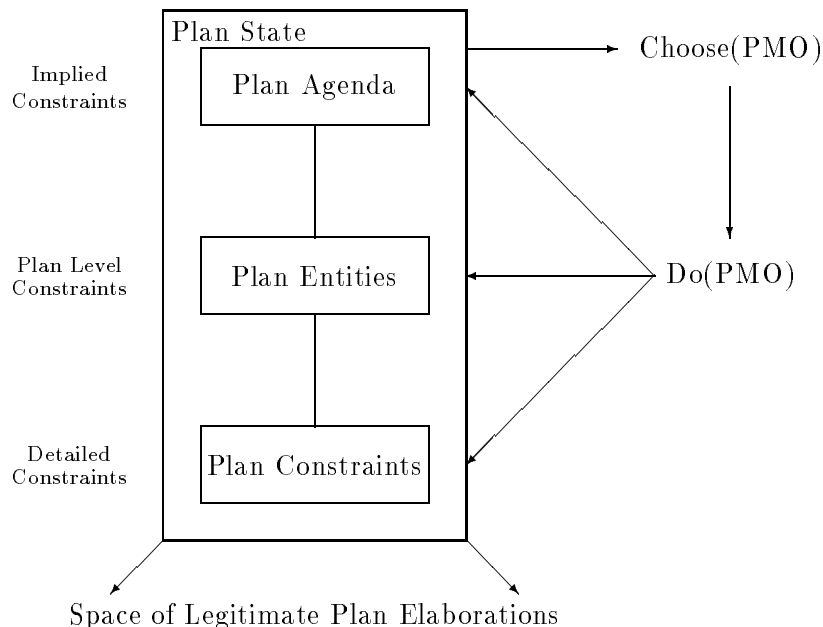 Plan State
Choose(PMO)
Implied
Constraints
Plan Agenda
Plan Level
Constraints
Plan Entities
Do(PMO)
Detailed
Constraints
Plan Constraints
Space of Legitimate Plan Elaborations